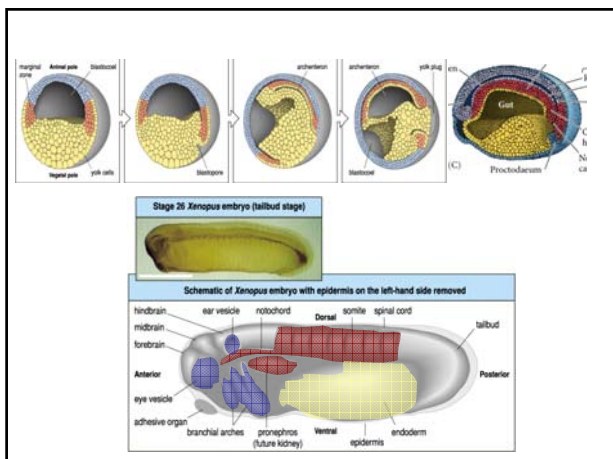 marginal zone
Animal pole
blastocoel
yolk cells
Vegetal pole
blastopore
archenteron
archenteron
yolk plug
blastocoel
en
Gut
(C)
Proctodaeum
Stage 26 Xenopus embryo (tailbud stage)
Schematic of Xenopus embryo with epidermis on the left-hand side removed
hindbrain
ear vesicle
notochord
Dorsal
somite
spinal cord
midbrain
forebrain
tailbud
Anterior
Posterior
eye vesicle
adhesive organ
branchial arches
pronephros
(future kidney)
Ventral
epidermis
endoderm